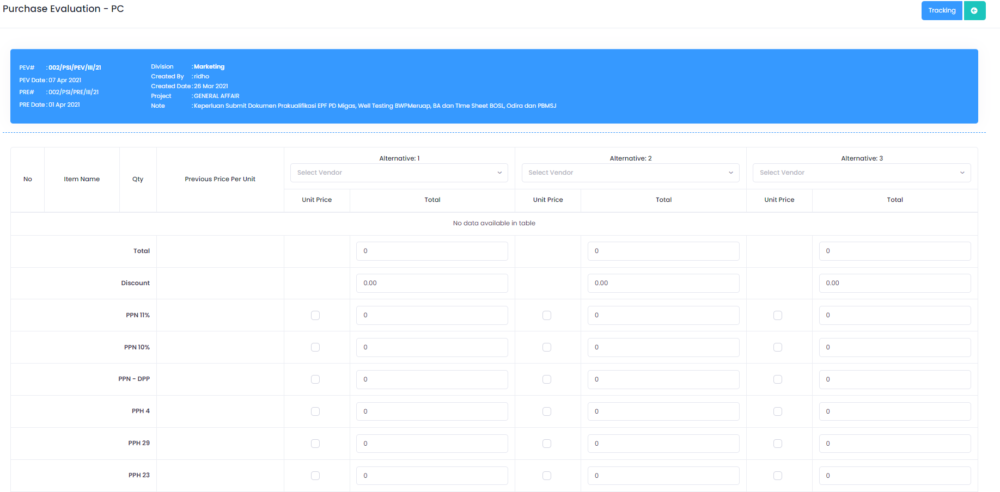 Purchase Evaluation - PC
Tracking
PEV# : 002/PSI/PEV/III/21
PEV Date : 07 Apr 2021
PRE# : 002/PSI/PRE/III/21
PRE Date : 01 Apr 2021
Division : Marketing
Created By : ridho
Created Date : 26 Mar 2021
Project : GENERAL AFFAIR
Note : Keperluan Submit Dokumen Prakualifikasi EPF PD Migas, Well Testing BWPMeruap, BA dan TIme Sheet BOSL, Odira dan PBMSJ
Alternative: 1 Alternative: 2 Alternative: 3
Select Vendor Select Vendor Select Vendor
No Item Name Qty Previous Price Per Unit
Unit Price Total Unit Price Total Unit Price Total
No data available in table
Total 0 0 0
Discount 0.00 0.00 0.00
PPN 11% 0 0 0
PPN 10% 0 0 0
PPN - DPP 0 0 0
PPH 4 0 0 0
PPH 29 0 0 0
PPH 23 0 0 0